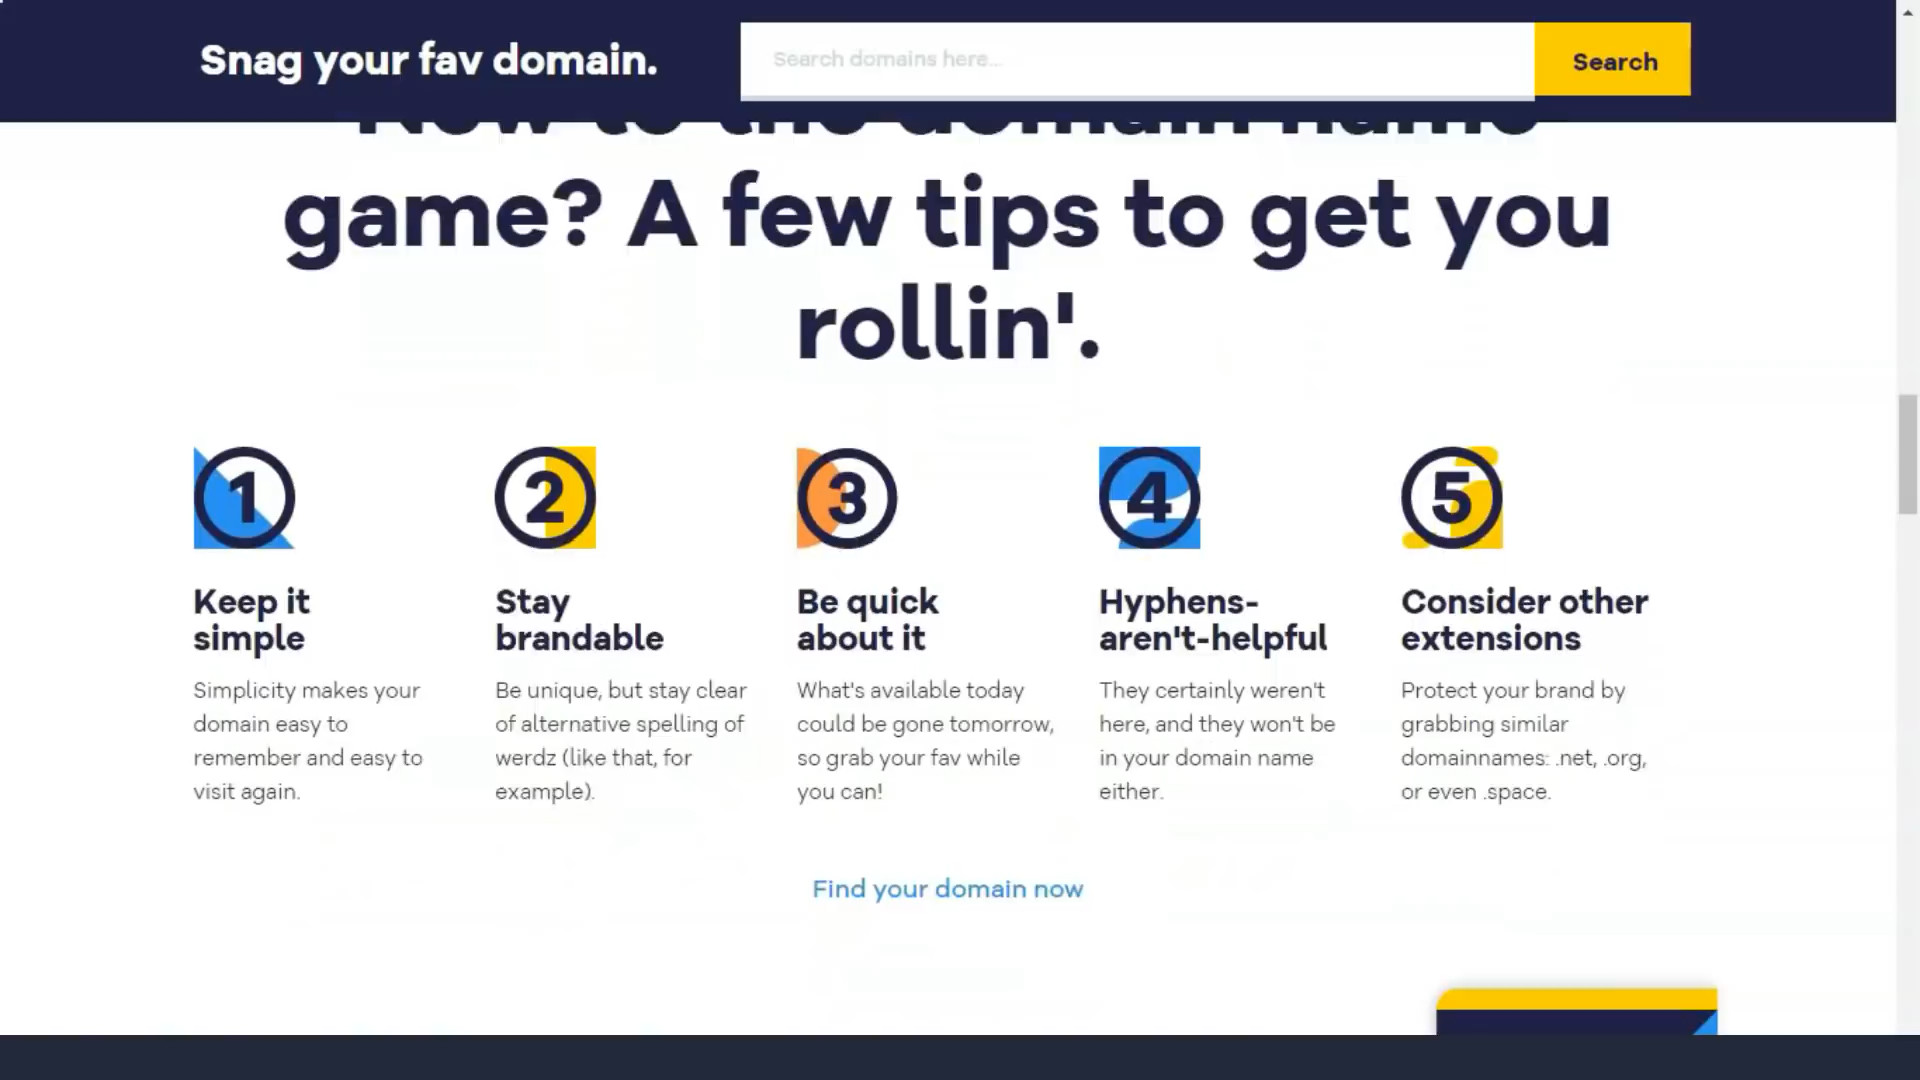 Snag your fav domain.
Search domains here...
Search
New to the domain name
game? A few tips to get you
rollin'.
1
2
3
4
5
Keep it
simple
Simplicity makes your
domain easy to
remember and easy to
visit again.
Stay
brandable
Be unique, but stay clear
of alternative spelling of
werdz (like that, for
example).
Be quick
about it
What's available today
could be gone tomorrow,
so grab your fav while
you can!
Hyphens-
aren't-helpful
They certainly weren't
here, and they won't be
in your domain name
either.
Consider other
extensions
Protect your brand by
grabbing similar
domainnames: .net, .org,
or even .space.
Find your domain now